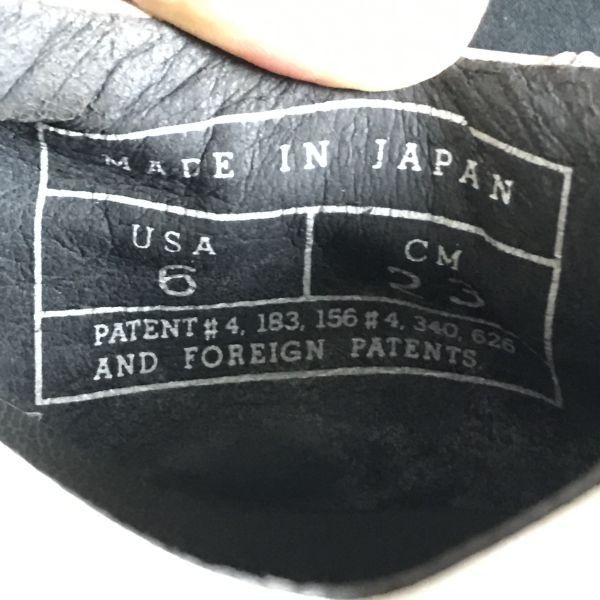 MADE IN JAPAN
USA CM
6 23
PATENT # 4, 183, 156 # 4, 340, 626
AND FOREIGN PATENTS.